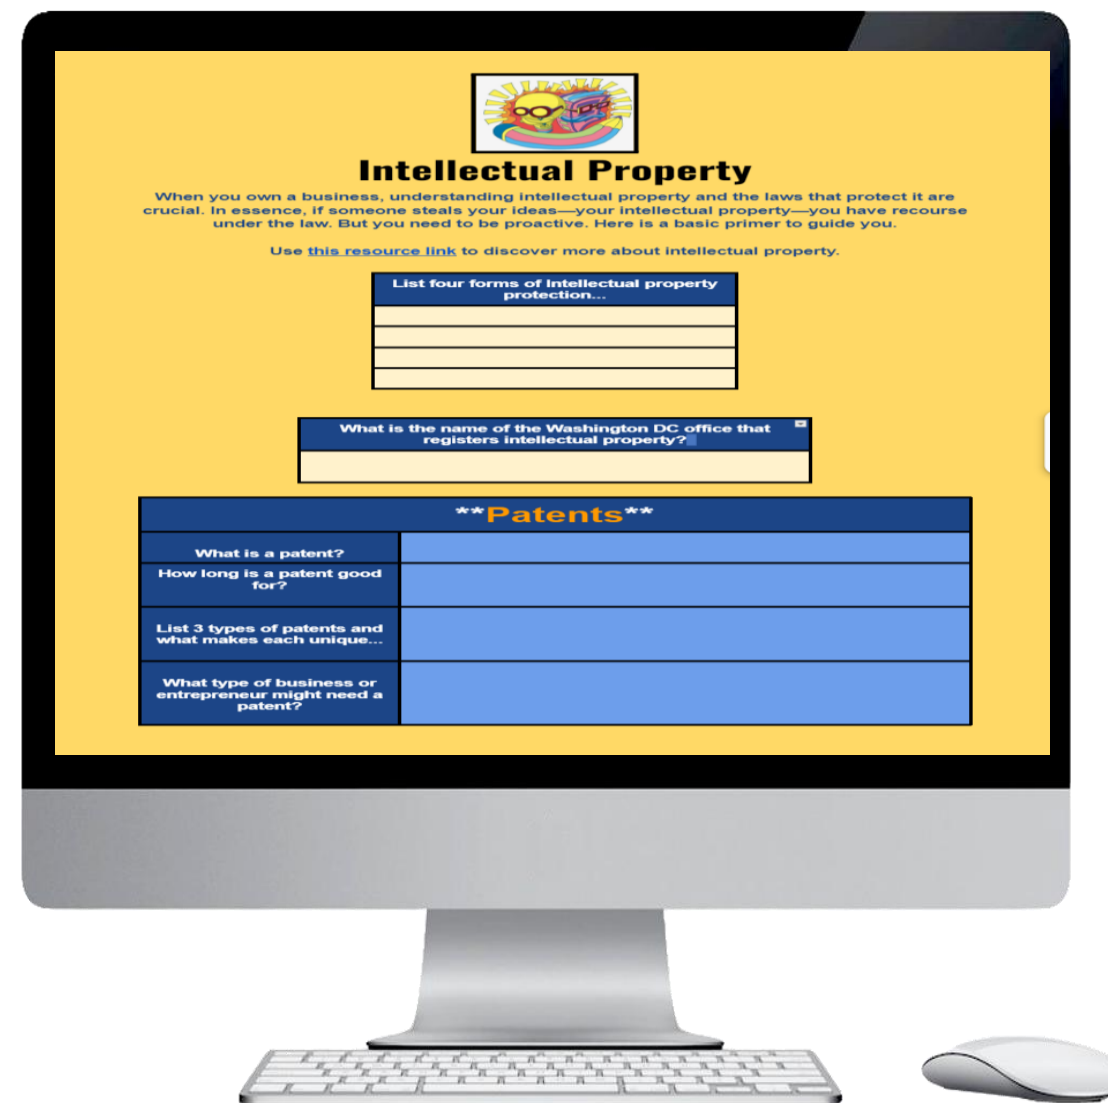 Intellectual Property
When you own a business, understanding intellectual property and the laws that protect it are
crucial. In essence, if someone steals your ideas—your intellectual property—you have recourse
under the law. But you need to be proactive. Here is a basic primer to guide you.
Use this resource link to discover more about intellectual property.
List four forms of Intellectual property
protection...
What is the name of the Washington DC office that
registers intellectual property?
**Patents**
What is a patent?
How long is a patent good
for?
List 3 types of patents and
what makes each unique...
What type of business or
entrepreneur might need a
patent?